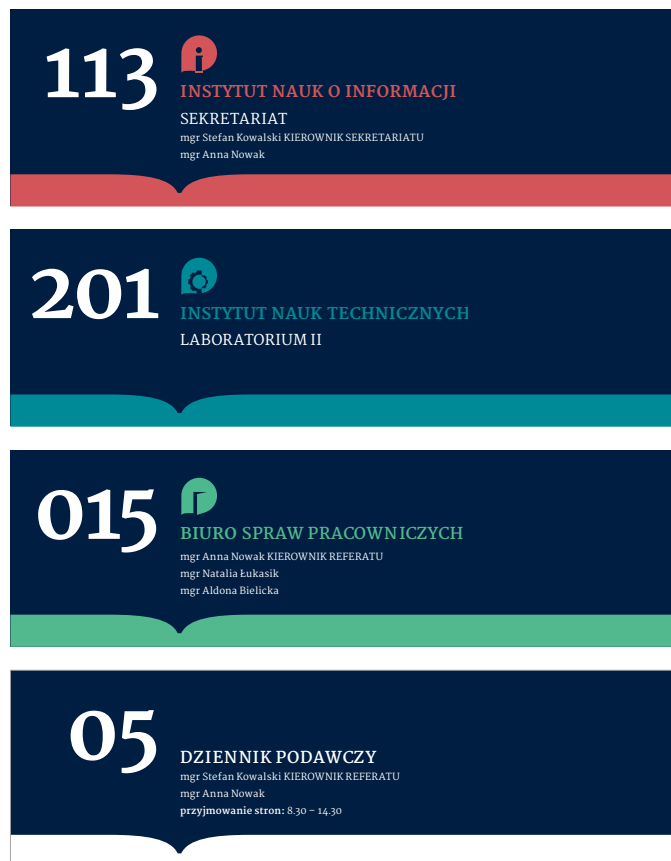 113
i
INSTYTUT NAUK O INFORMACJI
SEKRETARIAT
mgr Stefan Kowalski KIEROWNIK SEKRETARIATU
mgr Anna Nowak
201
INSTYTUT NAUK TECHNICZNYCH
LABORATORIUM II
015
BIURO SPRAW PRACOWNICZYCH
mgr Anna Nowak KIEROWNIK REFERATU
mgr Natalia Łukasik
mgr Aldona Bielicka
05
DZIENNIK PODAWCZY
mgr Stefan Kowalski KIEROWNIK REFERATU
mgr Anna Nowak
przyjmowanie stron: 8.30 – 14.30